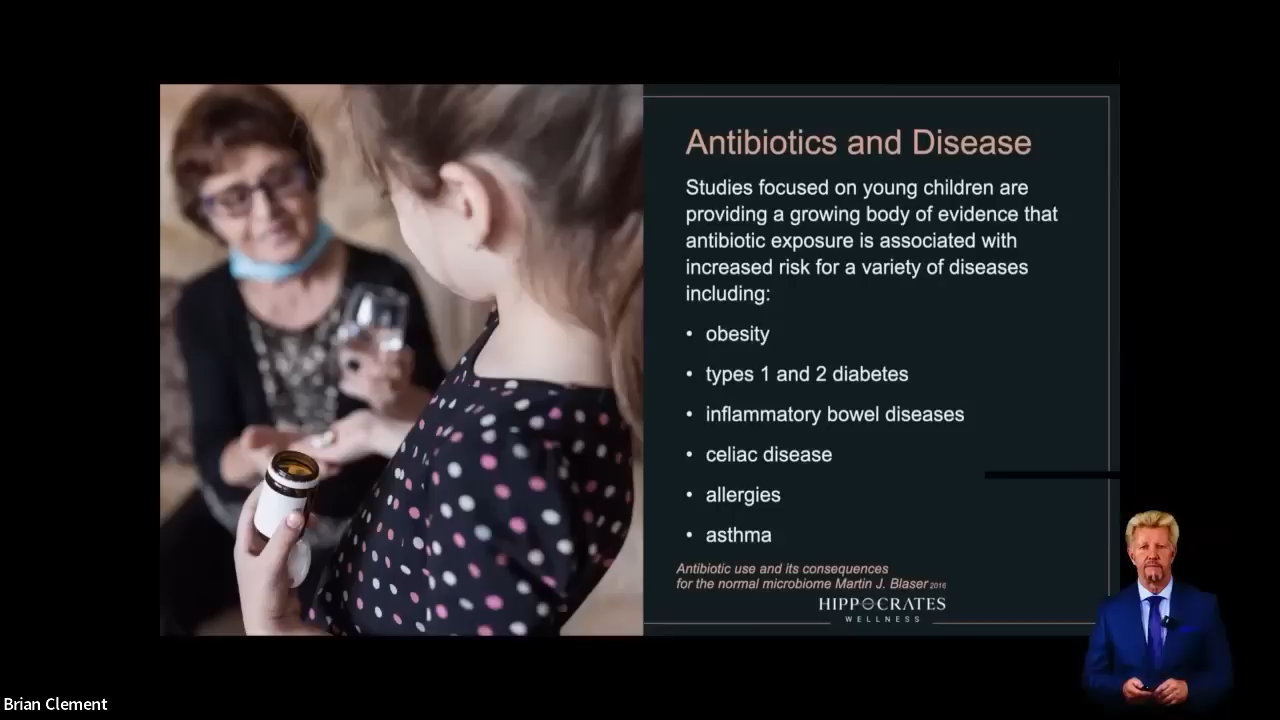 Antibiotics and Disease
Studies focused on young children are
providing a growing body of evidence that
antibiotic exposure is associated with
increased risk for a variety of diseases
including:
• obesity
• types 1 and 2 diabetes
• inflammatory bowel diseases
• celiac disease
• allergies
• asthma
Antibiotic use and its consequences
for the normal microbiome Martin J. Blaser 2016
HIPPOCRATES
WELLNESS
Brian Clement